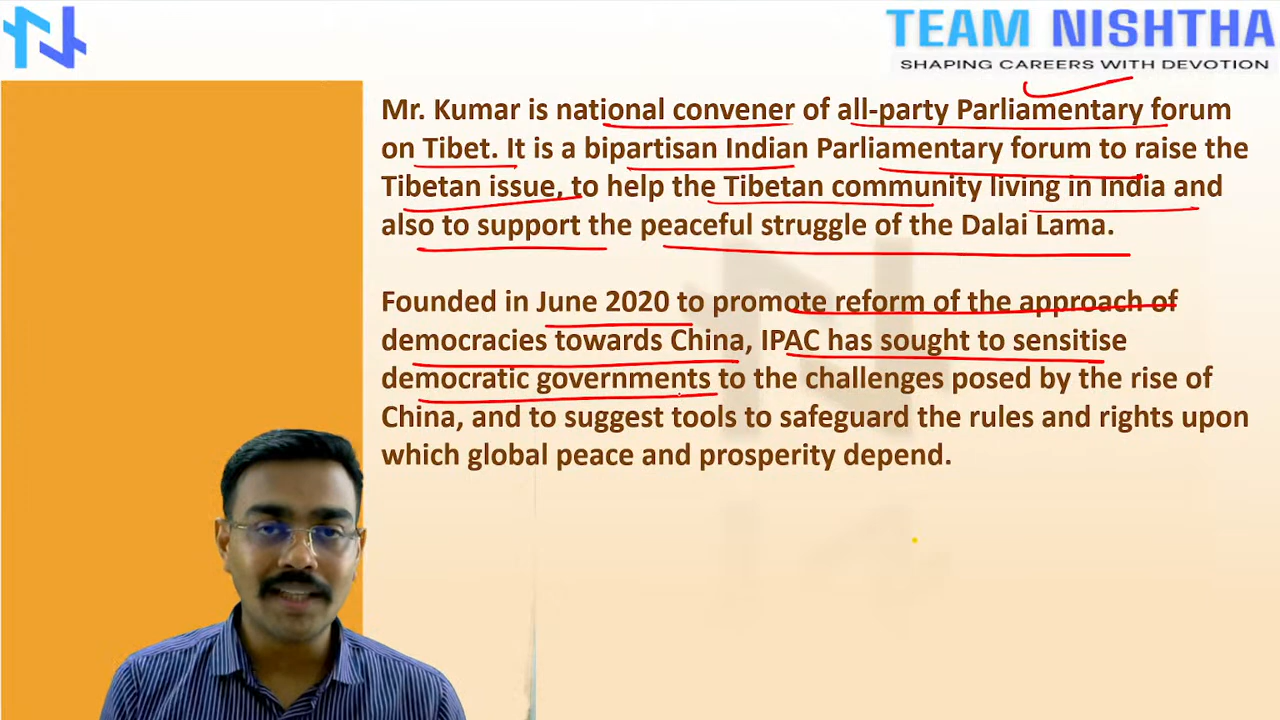 TEAM NISHTHA
SHAPING CAREERS WITH DEVOTION
Mr. Kumar is national convener of all-party Parliamentary forum
on Tibet. It is a bipartisan Indian Parliamentary forum to raise the
Tibetan issue, to help the Tibetan community living in India and
also to support the peaceful struggle of the Dalai Lama.
Founded in June 2020 to promote reform of the approach of
democracies towards China, IPAC has sought to sensitise
democratic governments to the challenges posed by the rise of
China, and to suggest tools to safeguard the rules and rights upon
which global peace and prosperity depend.